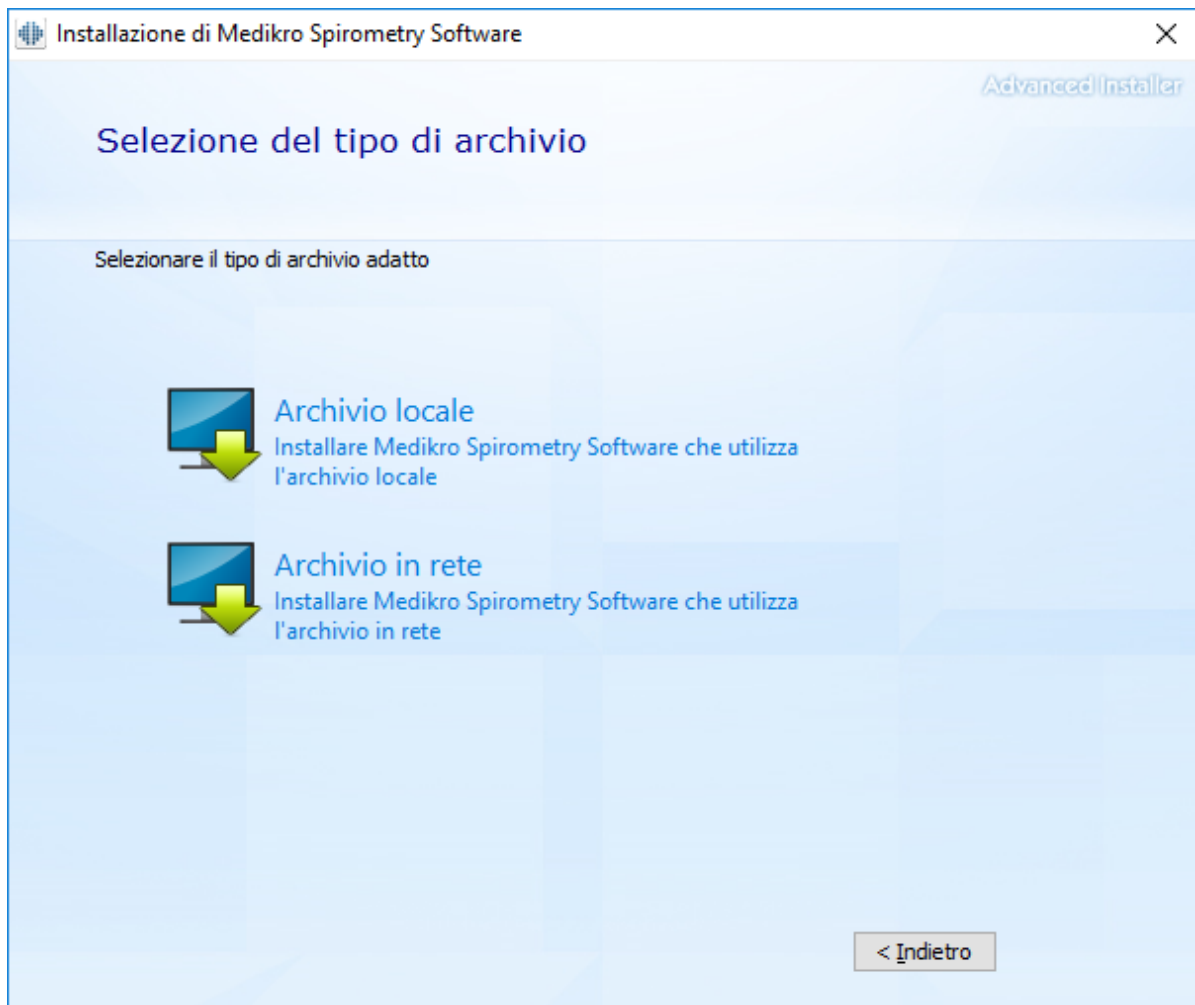 Installazione di Medikro Spirometry Software
Advanced Installer
Selezione del tipo di archivio
Selezionare il tipo di archivio adatto
Archivio locale
Installare Medikro Spirometry Software che utilizza
l'archivio locale
Archivio in rete
Installare Medikro Spirometry Software che utilizza
l'archivio in rete
< Indietro